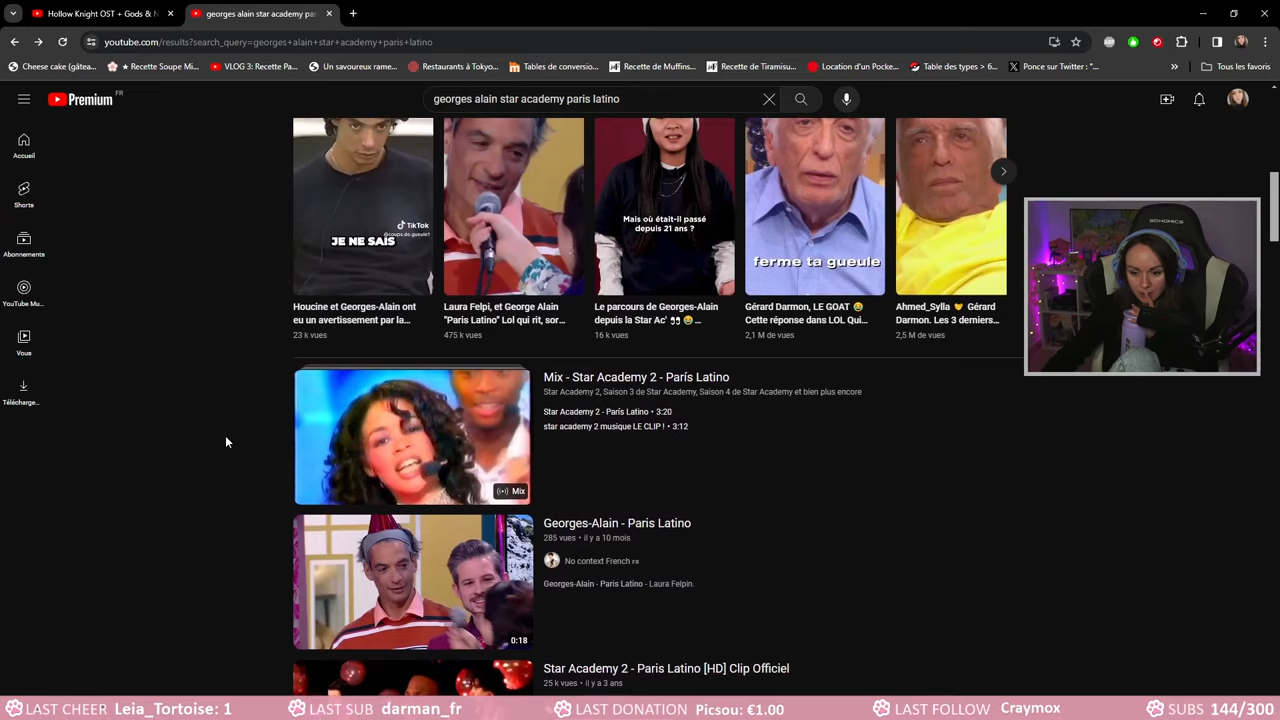 Hollow Knight OST + Gods & N
georges alain star academy par
youtube.com/results?search_query=georges+alain+star+academy+paris+latino
Cheese cake (gâtea...
★ Recette Soupe Mi...
VLOG 3: Recette Pa...
Un savoureux rame...
Restaurants à Tokyo...
Tables de conversio...
Recette de Muffins...
Recette de Tiramisu...
Location d'un Pocke...
Table des types > 6...
Ponce sur Twitter : "...
Tous les favoris
Premium FR
georges alain star academy paris latino
Accueil
Shorts
Abonnements
YouTube Mu...
Vous
Télécharge...
TikTok
@coups.de.gueule1
JE NE SAIS
Mais où était-il passé
depuis 21 ans ?
ferme ta gueule
Houcine et Georges-Alain ont
eu un avertissement par la...
23 k vues
Laura Felpi, et George Alain
"Paris Latino" Lol qui rit, sor...
475 k vues
Le parcours de Georges-Alain
depuis la Star Ac' 👀 😅 ...
16 k vues
Gérard Darmon, LE GOAT 😂
Cette réponse dans LOL Qui...
2,1 M de vues
Ahmed_Sylla 🧡 Gérard
Darmon. Les 3 derniers...
2,5 M de vues
Mix - Star Academy 2 - París Latino
Star Academy 2, Saison 3 de Star Academy, Saison 4 de Star Academy et bien plus encore
Star Academy 2 - París Latino • 3:20
star academy 2 musique LE CLIP ! • 3:12
Mix
Georges-Alain - Paris Latino
285 vues • il y a 10 mois
No context French FR
Georges-Alain - Paris Latino - Laura Felpin.
0:18
Star Academy 2 - Paris Latino [HD] Clip Officiel
25 k vues • il y a 3 ans
LAST CHEER Leia_Tortoise: 1
LAST SUB darman_fr
LAST DONATION Picsou: €1.00
LAST FOLLOW Craymox
SUBS 144/300